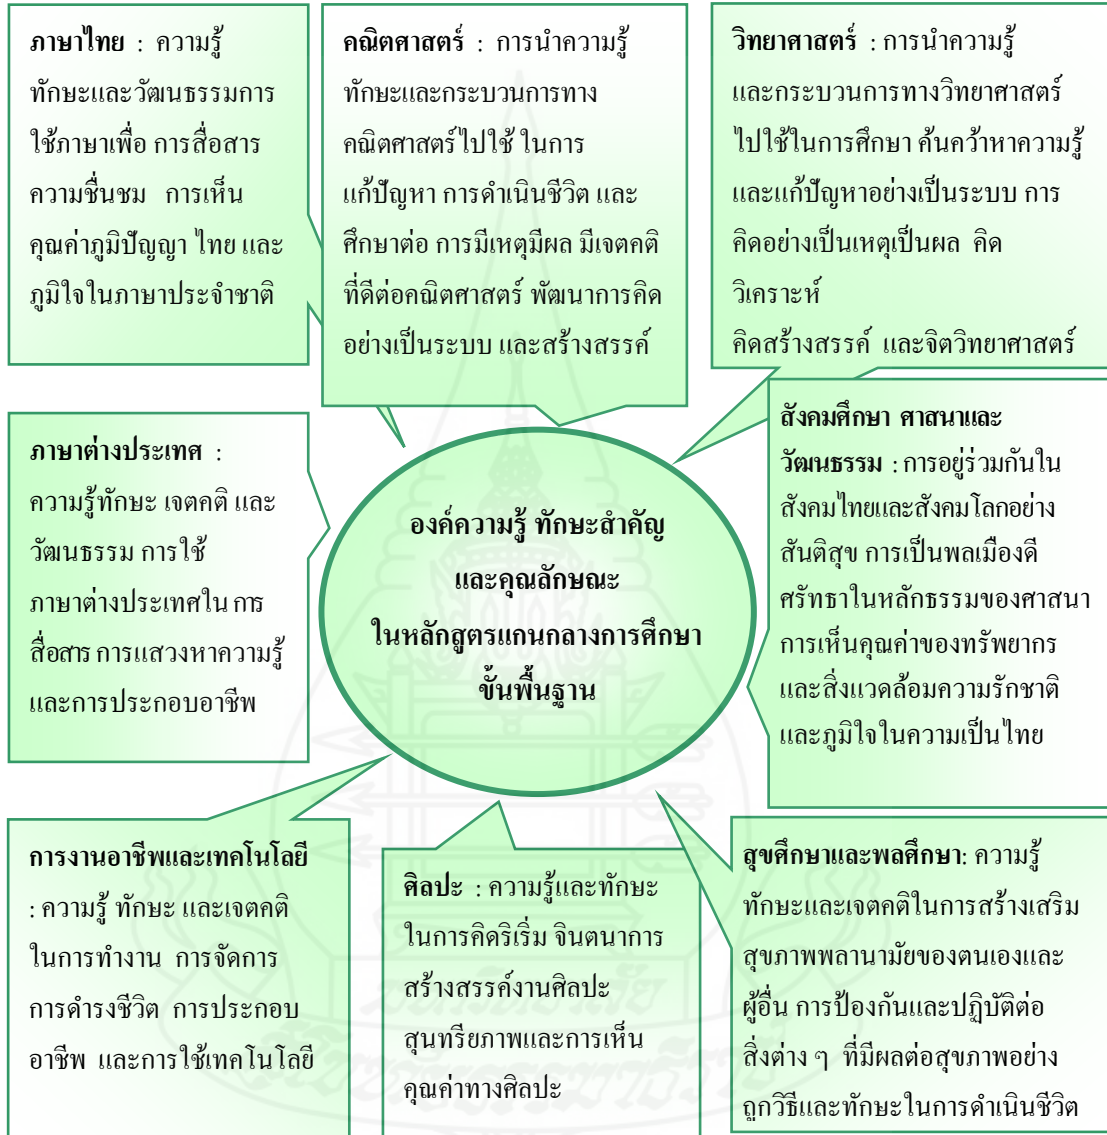 ภาษาไทย : ความรู้
ทักษะและวัฒนธรรมการ
ใช้ภาษาเพื่อ การสื่อสาร
ความชื่นชม การเห็น
คุณค่าภูมิปัญญา ไทย และ
ภูมิใจในภาษาประจำชาติ
คณิตศาสตร์ : การนำความรู้
ทักษะและกระบวนการทาง
คณิตศาสตร์ไปใช้ ในการ
แก้ปัญหา การดำเนินชีวิต และ
ศึกษาต่อ การมีเหตุมีผล มีเจตคติ
ที่ดีต่อคณิตศาสตร์ พัฒนาการคิด
อย่างเป็นระบบ และสร้างสรรค์
วิทยาศาสตร์ : การนำความรู้
และกระบวนการทางวิทยาศาสตร์
ไปใช้ในการศึกษา ค้นคว้าหาความรู้
และแก้ปัญหาอย่างเป็นระบบ การ
คิดอย่างเป็นเหตุเป็นผล คิด
วิเคราะห์
คิดสร้างสรรค์ และจิตวิทยาศาสตร์
ภาษาต่างประเทศ :
ความรู้ทักษะ เจตคติ และ
วัฒนธรรม การใช้
ภาษาต่างประเทศใน การ
สื่อสาร การแสวงหาความรู้
และการประกอบอาชีพ
องค์ความรู้ ทักษะสำคัญ
และคุณลักษณะ
ในหลักสูตรแกนกลางการศึกษา
ขั้นพื้นฐาน
สังคมศึกษา ศาสนาและ
วัฒนธรรม : การอยู่ร่วมกันใน
สังคมไทยและสังคมโลกอย่าง
สันติสุข การเป็นพลเมืองดี
ศรัทธาในหลักธรรมของศาสนา
การเห็นคุณค่าของทรัพยากร
และสิ่งแวดล้อมความรักชาติ
และภูมิใจในความเป็นไทย
การงานอาชีพและเทคโนโลยี
: ความรู้ ทักษะ และเจตคติ
ในการทำงาน การจัดการ
การดำรงชีวิต การประกอบ
อาชีพ และการใช้เทคโนโลยี
ศิลปะ : ความรู้และทักษะ
ในการคิดริเริ่ม จินตนาการ
สร้างสรรค์งานศิลปะ
สุนทรียภาพและการเห็น
คุณค่าทางศิลปะ
สุขศึกษาและพลศึกษา: ความรู้
ทักษะและเจตคติในการสร้างเสริม
สุขภาพพลานามัยของตนเองและ
ผู้อื่น การป้องกันและปฏิบัติต่อ
สิ่งต่าง ๆ ที่มีผลต่อสุขภาพอย่าง
ถูกวิธีและทักษะในการดำเนินชีวิต